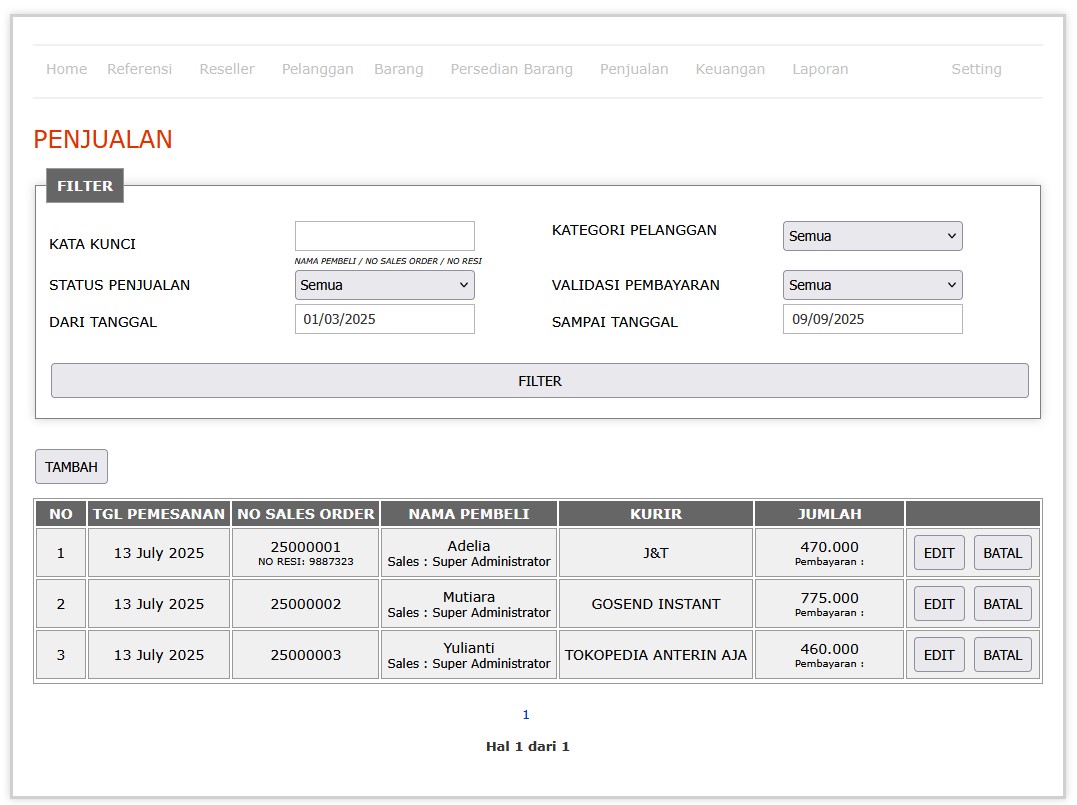 Home Referensi Reseller Pelanggan Barang Persedian Barang Penjualan Keuangan Laporan Setting
PENJUALAN
FILTER
KATA KUNCI
NAMA PEMBELI / NO SALES ORDER / NO RESI
KATEGORI PELANGGAN Semua
STATUS PENJUALAN Semua VALIDASI PEMBAYARAN Semua
DARI TANGGAL 01/03/2025 SAMPAI TANGGAL 09/09/2025
FILTER
TAMBAH
NO TGL PEMESANAN NO SALES ORDER NAMA PEMBELI KURIR JUMLAH
1 13 July 2025 25000001 Adelia J&T 470.000 EDIT BATAL
NO RESI: 9887323 Sales : Super Administrator Pembayaran :
2 13 July 2025 25000002 Mutiara GOSEND INSTANT 775.000 EDIT BATAL
Sales : Super Administrator Pembayaran :
3 13 July 2025 25000003 Yulianti TOKOPEDIA ANTERIN AJA 460.000 EDIT BATAL
Sales : Super Administrator Pembayaran :
1
Hal 1 dari 1